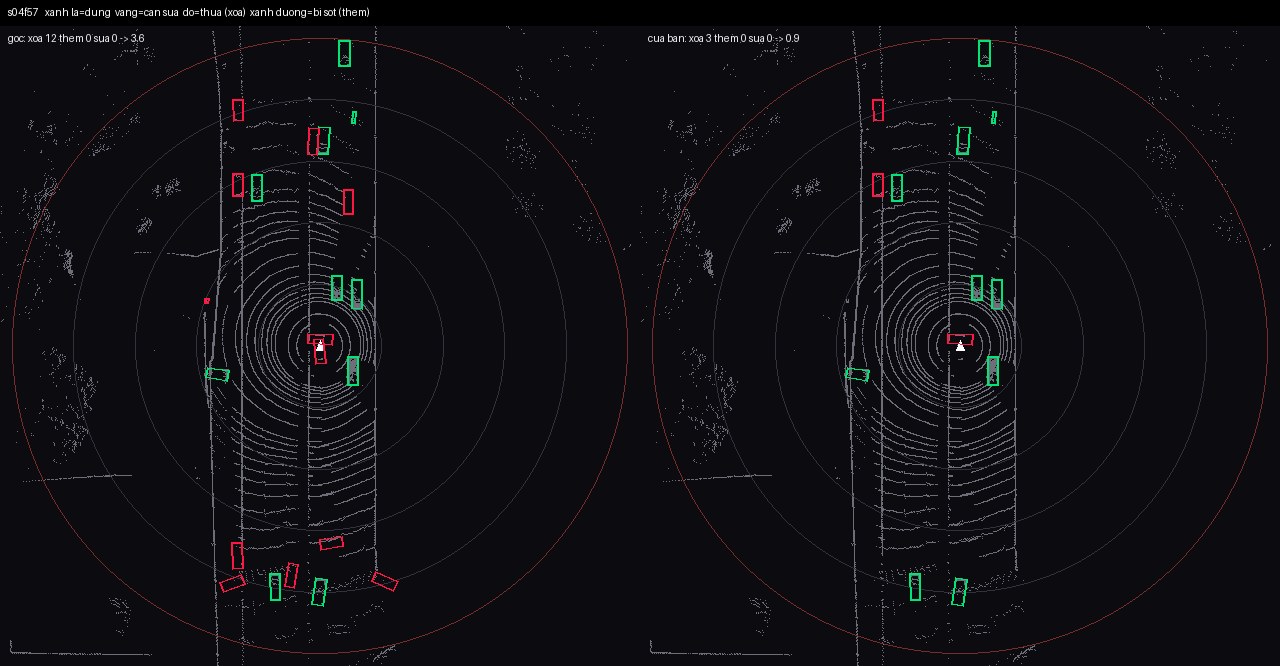 s04f57 xanh la=dung vang=can sua do=thua (xoa) xanh duong=bi sot (them)
goc: xoa 12 them 0 sua 0 -> 3.6
cua ban: xoa 3 them 0 sua 0 -> 0.9